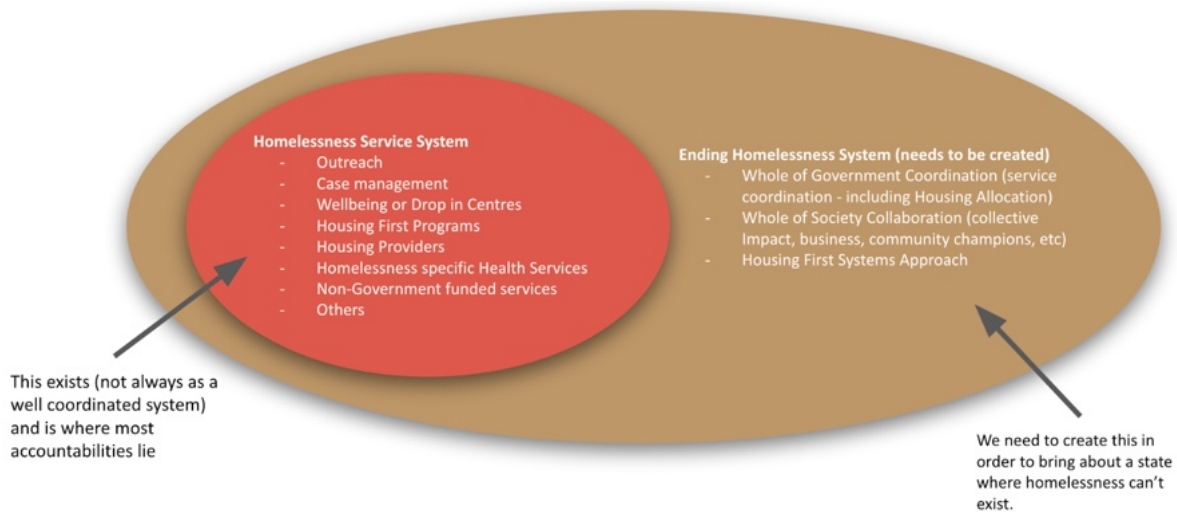 Homelessness Service System
- Outreach
- Case management
- Wellbeing or Drop in Centres
- Housing First Programs
- Housing Providers
- Homelessness specific Health Services
- Non-Government funded services
- Others
Ending Homelessness System (needs to be created)
- Whole of Government Coordination (service
coordination - including Housing Allocation)
- Whole of Society Collaboration (collective
Impact, business, community champions, etc)
- Housing First Systems Approach
This exists (not always as a
well coordinated system)
and is where most
accountabilities lie
We need to create this in
order to bring about a state
where homelessness can't
exist.